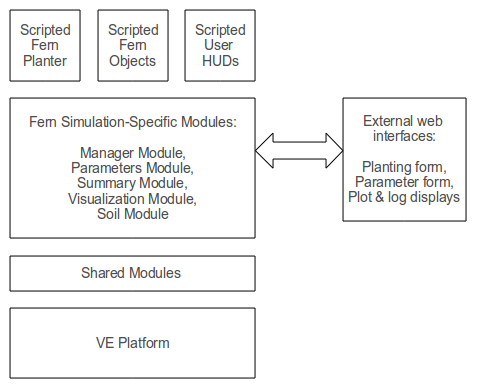 Scripted
Fern
Planter
Scripted
Fern
Objects
Scripted
User
HUDs
Fern Simulation-Specific Modules:
Manager Module,
Parameters Module,
Summary Module,
Visualization Module,
Soil Module
External web
interfaces:
Planting form,
Parameter form,
Plot & log displays
Shared Modules
VE Platform